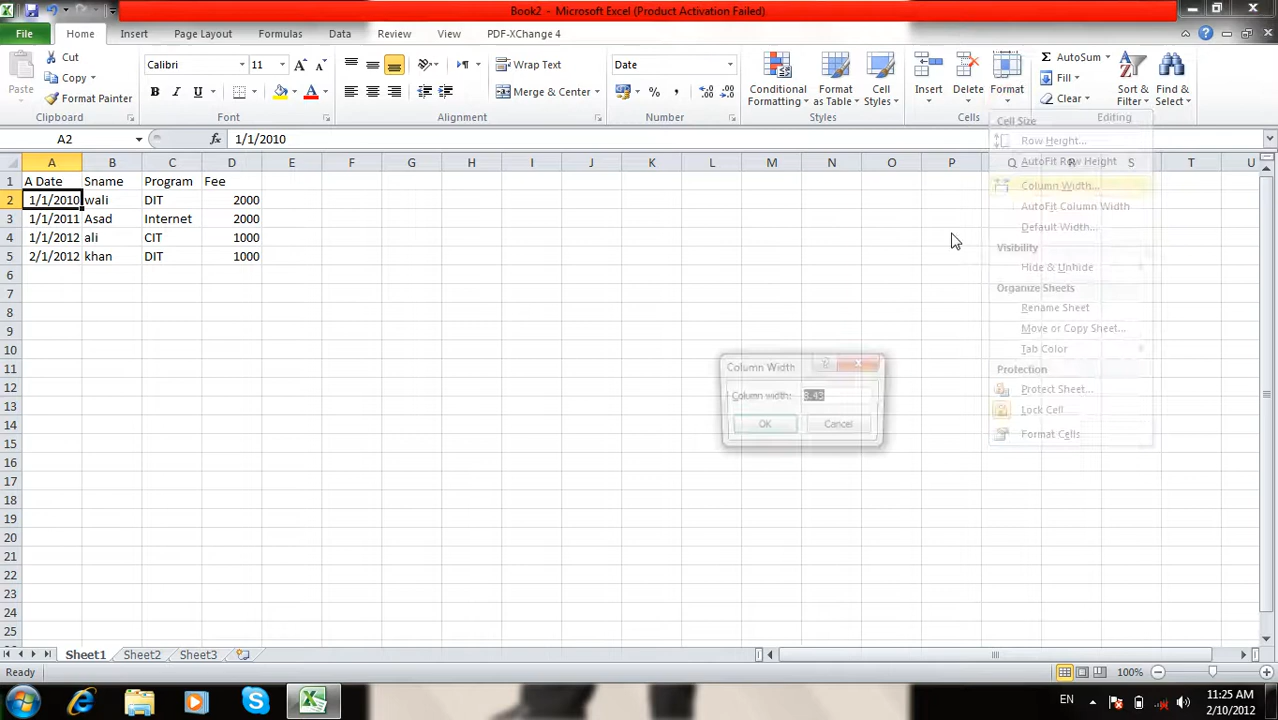 Book2 - Microsoft Excel (Product Activation Failed)
File Home Insert Page Layout Formulas Data Review View PDF-XChange 4
Paste
Cut
Copy
Format Painter
Clipboard
Calibri 11
B I U
Font
Wrap Text
Merge & Center
Alignment
Date
Number
Conditional Formatting
Format as Table
Cell Styles
Styles
Insert
Delete
Format
Cells
AutoSum
Fill
Clear
Sort & Filter
Find & Select
Editing
A2 fx 1/1/2010
A B C D E F G H I J K L M N O P Q R S T U
1 A Date Sname Program Fee
2 1/1/2010 wali DIT 2000
3 1/1/2011 Asad Internet 2000
4 1/1/2012 ali CIT 1000
5 2/1/2012 khan DIT 1000
6
7
8
9
10
11
12
13
14
15
16
17
18
19
20
21
22
23
24
25
Cell Size
Row Height...
AutoFit Row Height
Column Width...
AutoFit Column Width
Default Width...
Visibility
Hide & Unhide
Organize Sheets
Rename Sheet
Move or Copy Sheet...
Tab Color
Protection
Protect Sheet...
Lock Cell
Format Cells
Column Width
Column width: 8.43
OK Cancel
Sheet1 Sheet2 Sheet3
Ready 100%
EN 11:25 AM
2/10/2012